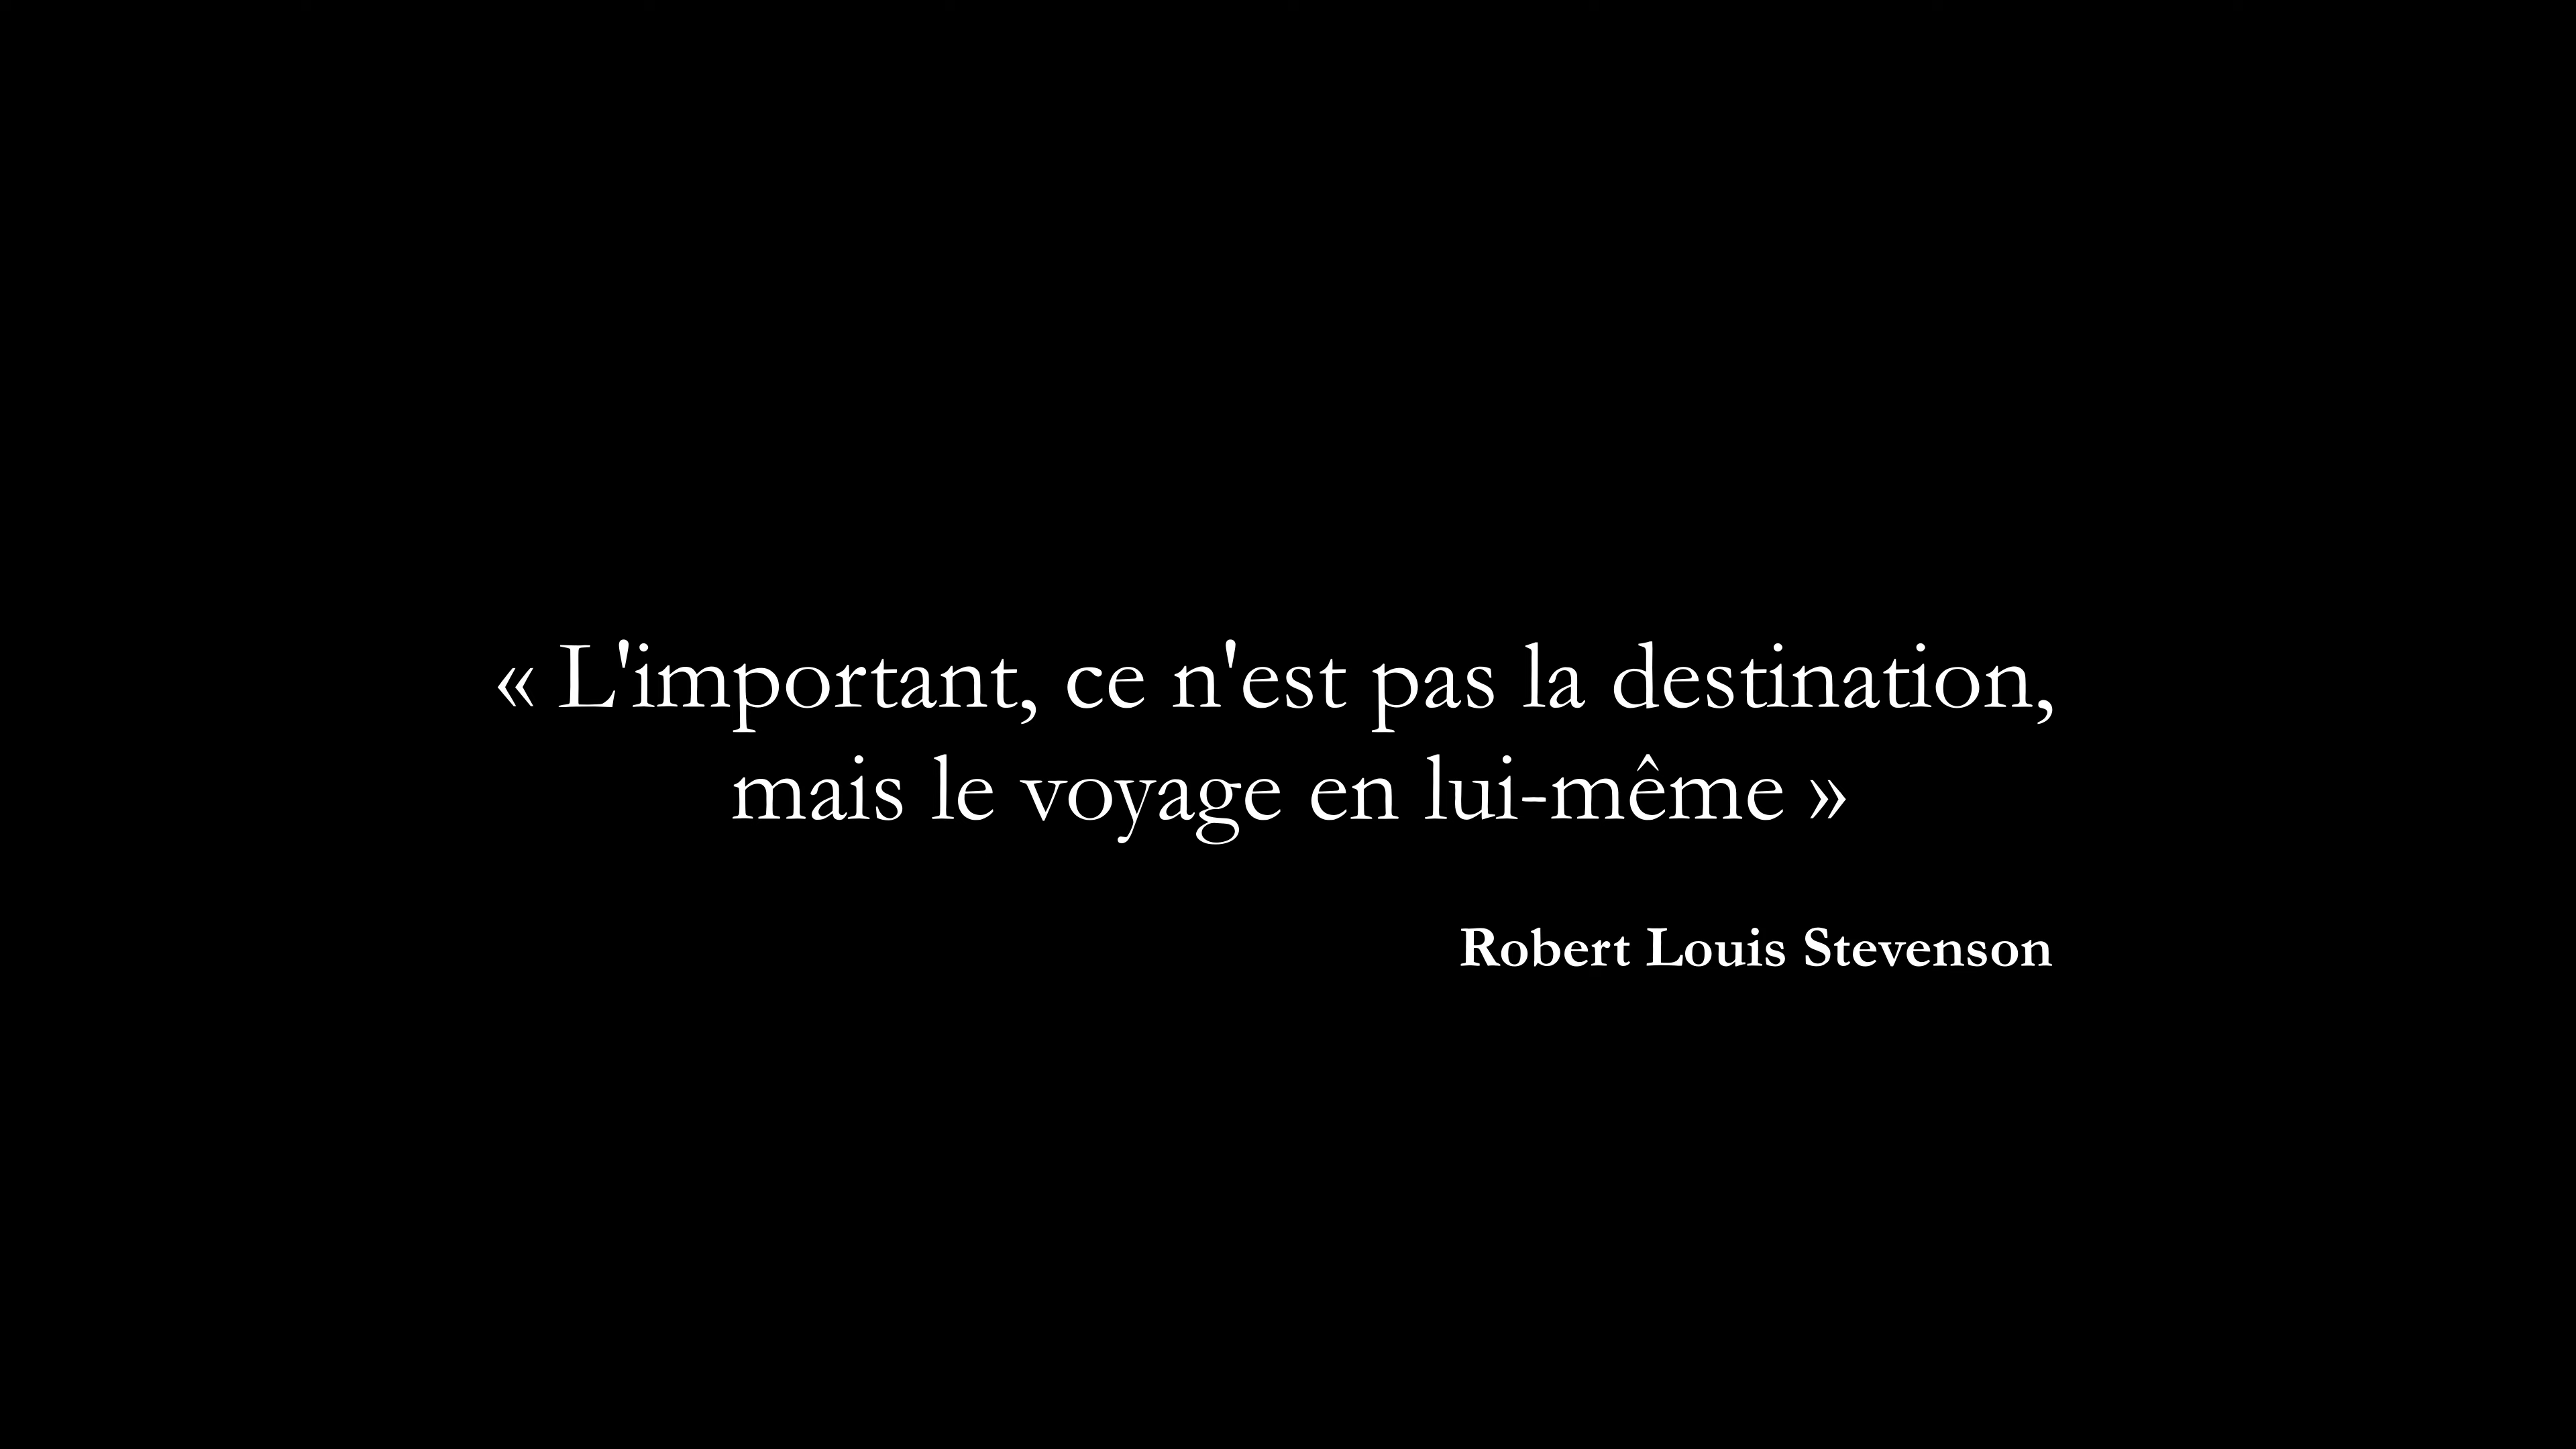 « L'important, ce n'est pas la destination,
mais le voyage en lui-même »
Robert Louis Stevenson